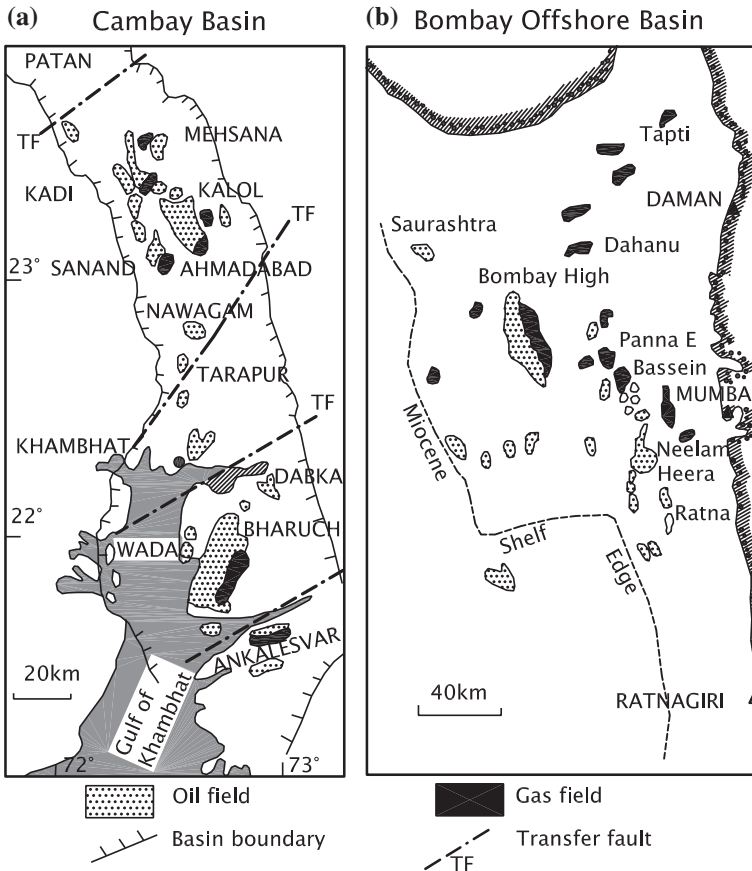 (a)
Cambay Basin
PATAN
TF
MEHSANA
KADI
KALOL
TF
SANAND
AHMADABAD
23°
NAWAGAM
TARAPUR
TF
KHAMBHAT
DABKA
22°
BHARUCH
WADA
ANKALESVAR
20km
Gulf of
Khambhat
72°
73°
(b)
Bombay Offshore Basin
Tapti
DAMAN
Saurashtra
Dahanu
Bombay High
Panna E
Bassein
MUMBA
Miocene
Neelam
Heera
Ratna
Shelf
Edge
40km
RATNAGIRI
Oil field
Gas field
Basin boundary
Transfer fault
TF